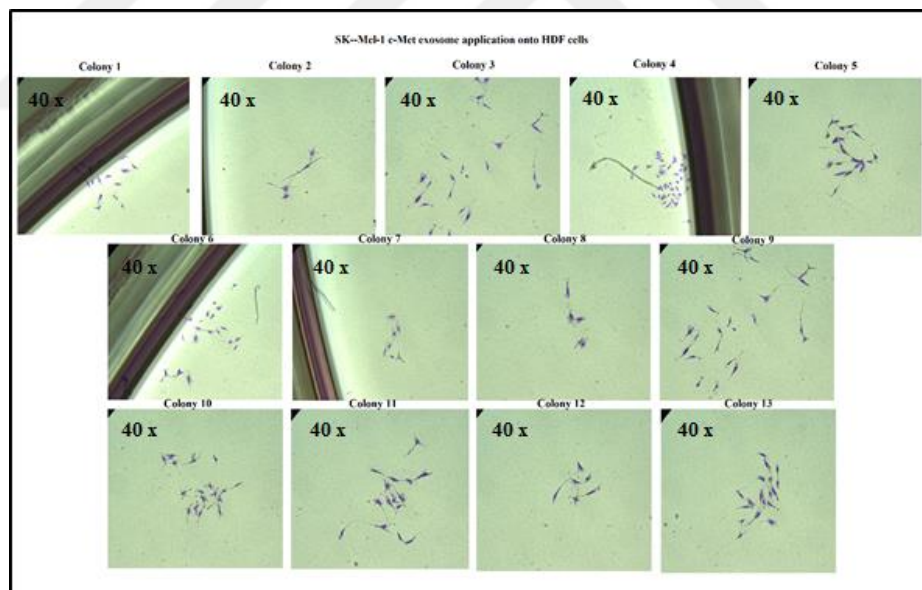 SK--Mel-1 c-Met exosome application onto HDF cells
Colony 1 Colony 2 Colony 3 Colony 4 Colony 5
40 x 40 x 40 x 40 x 40 x
Colony 6 Colony 7 Colony 8 Colony 9
40 x 40 x 40 x 40 x
Colony 10 Colony 11 Colony 12 Colony 13
40 x 40 x 40 x 40 x